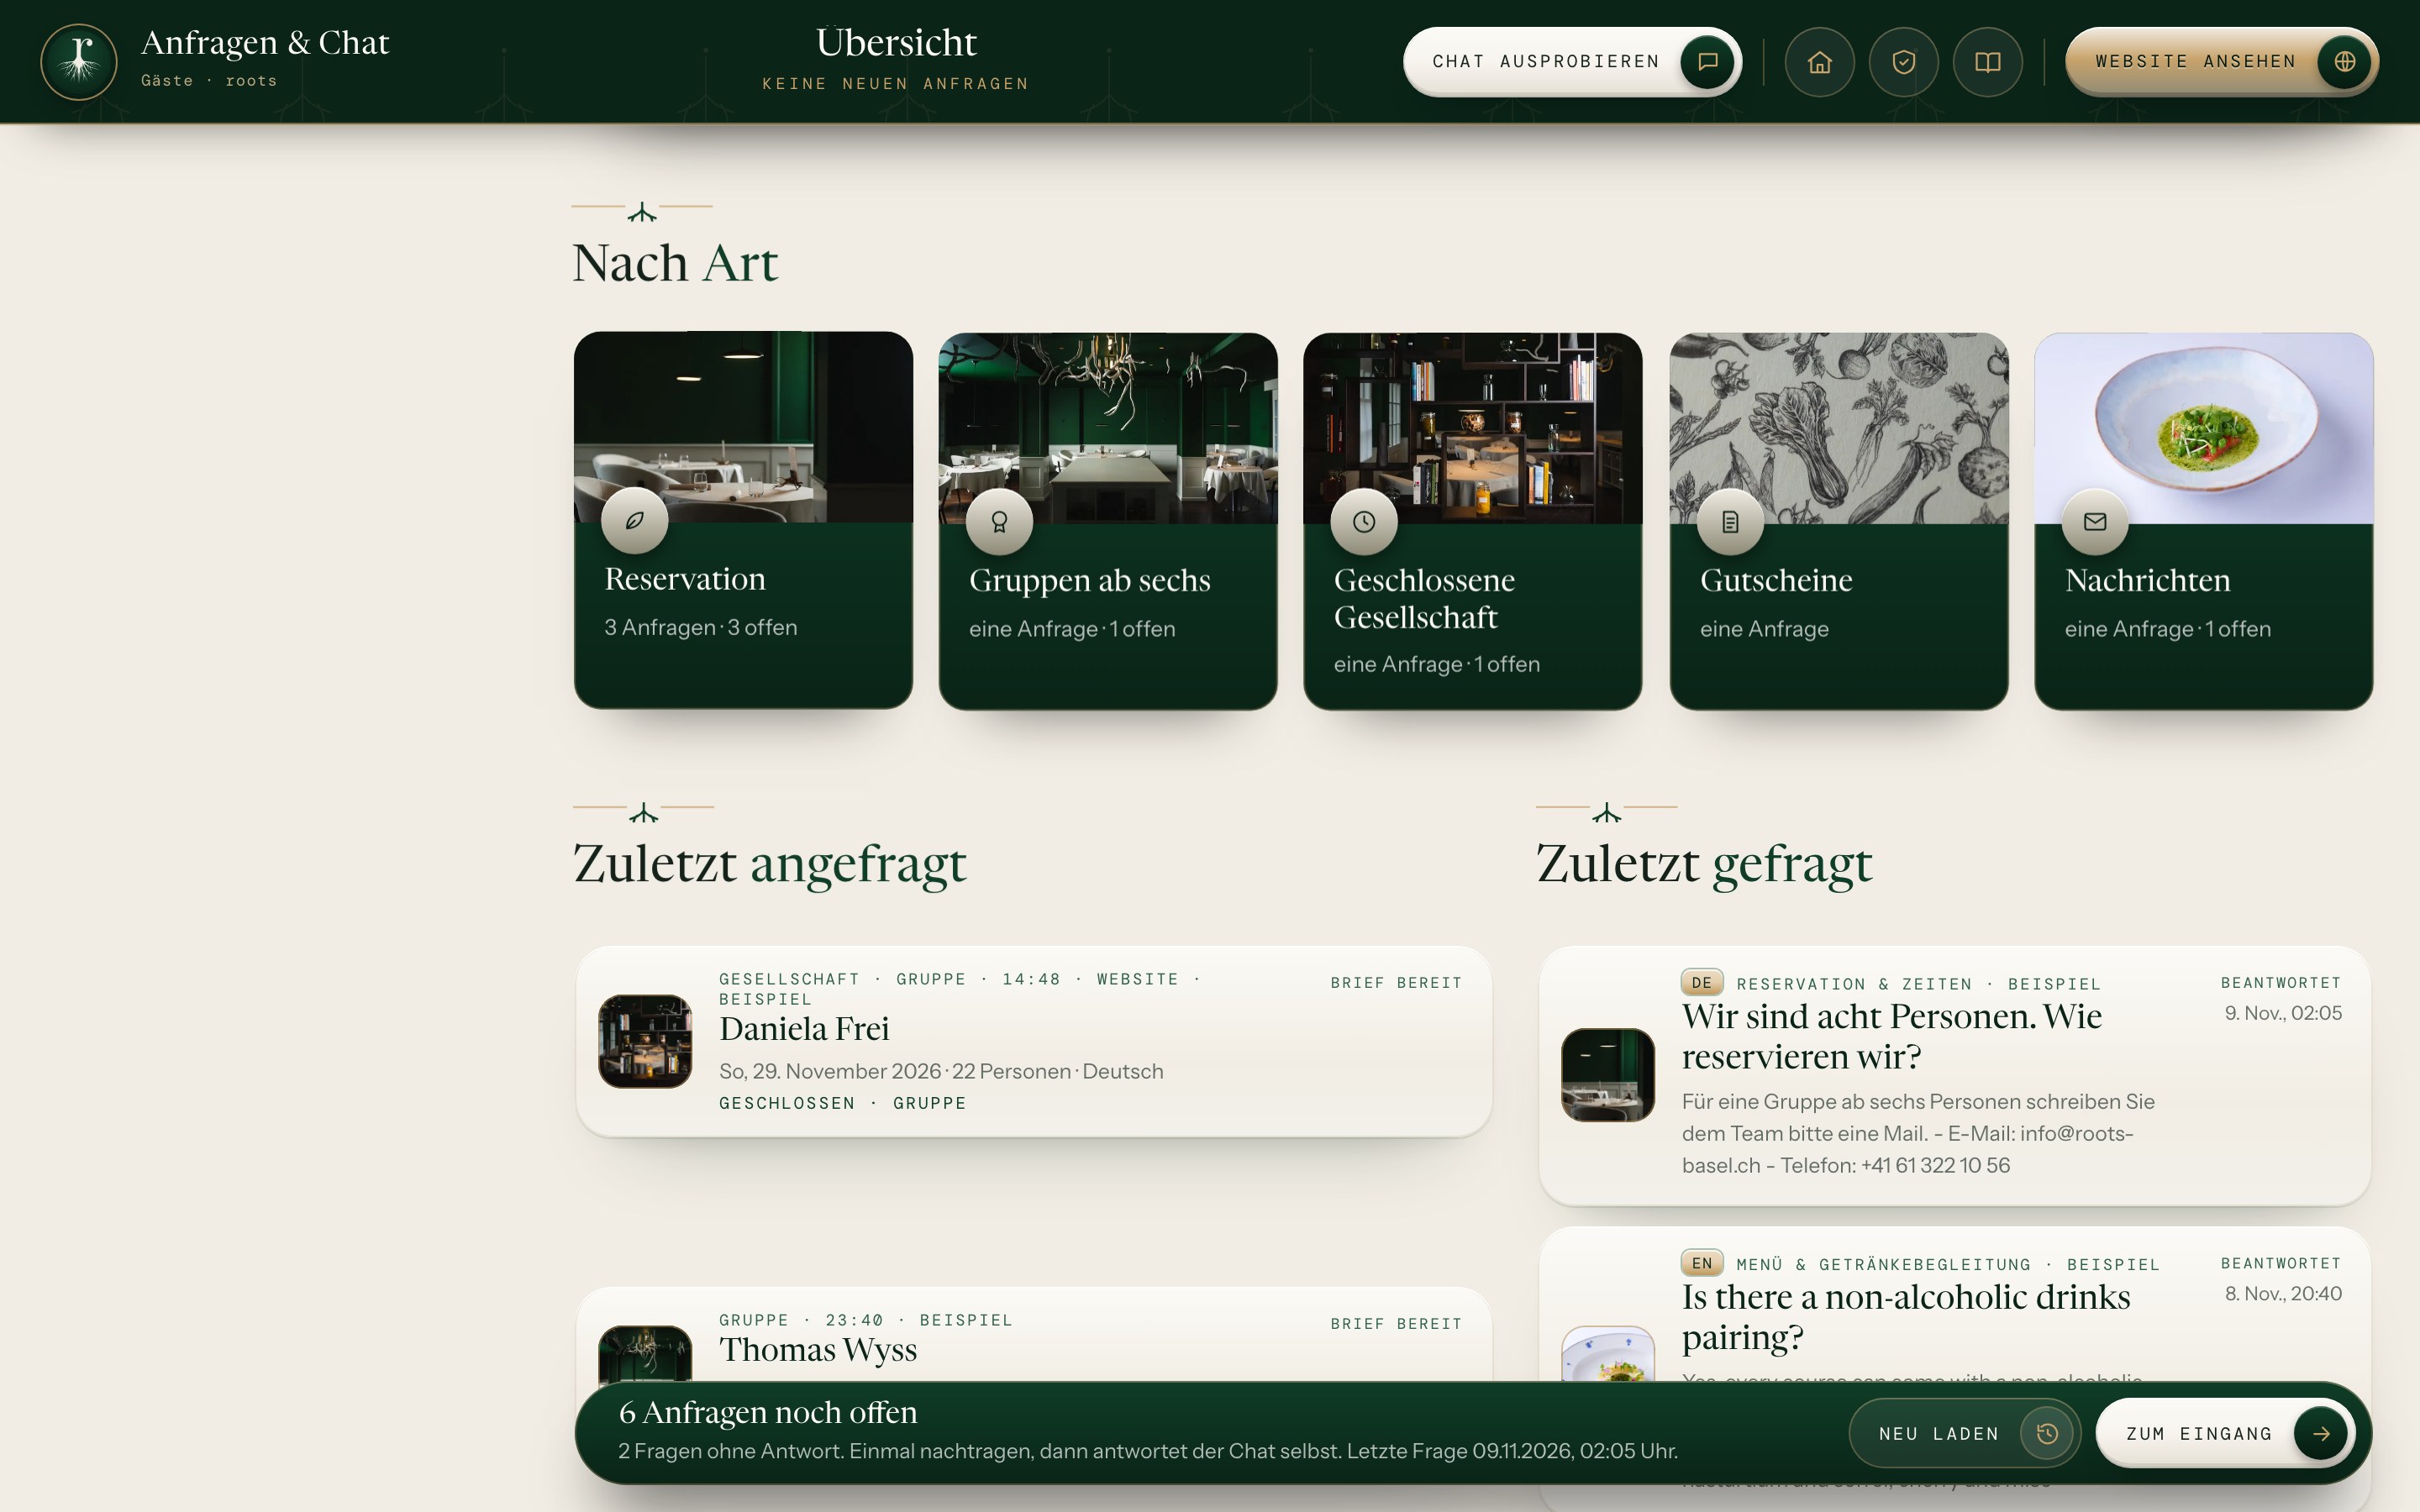 Anfragen & Chat
Gäste · roots
Übersicht
KEINE NEUEN ANFRAGEN
CHAT AUSPROBIEREN
WEBSITE ANSEHEN
Nach Art
Reservation
3 Anfragen · 3 offen
Gruppen ab sechs
eine Anfrage · 1 offen
Geschlossene
Gesellschaft
eine Anfrage · 1 offen
Gutscheine
eine Anfrage
Nachrichten
eine Anfrage · 1 offen
Zuletzt angefragt
GESELLSCHAFT · GRUPPE · 14:48 · WEBSITE ·
BEISPIEL
BRIEF BEREIT
Daniela Frei
So, 29. November 2026 · 22 Personen · Deutsch
GESCHLOSSEN · GRUPPE
GRUPPE · 23:40 · BEISPIEL
BRIEF BEREIT
Thomas Wyss
Zuletzt gefragt
DE RESERVATION & ZEITEN · BEISPIEL
BEANTWORTET
9. Nov., 02:05
Wir sind acht Personen. Wie
reservieren wir?
Für eine Gruppe ab sechs Personen schreiben Sie
dem Team bitte eine Mail. - E-Mail: info@roots-
basel.ch - Telefon: +41 61 322 10 56
EN MENÜ & GETRÄNKEBEGLEITUNG · BEISPIEL
BEANTWORTET
8. Nov., 20:40
Is there a non-alcoholic drinks
pairing?
6 Anfragen noch offen
2 Fragen ohne Antwort. Einmal nachtragen, dann antwortet der Chat selbst. Letzte Frage 09.11.2026, 02:05 Uhr.
NEU LADEN
ZUM EINGANG